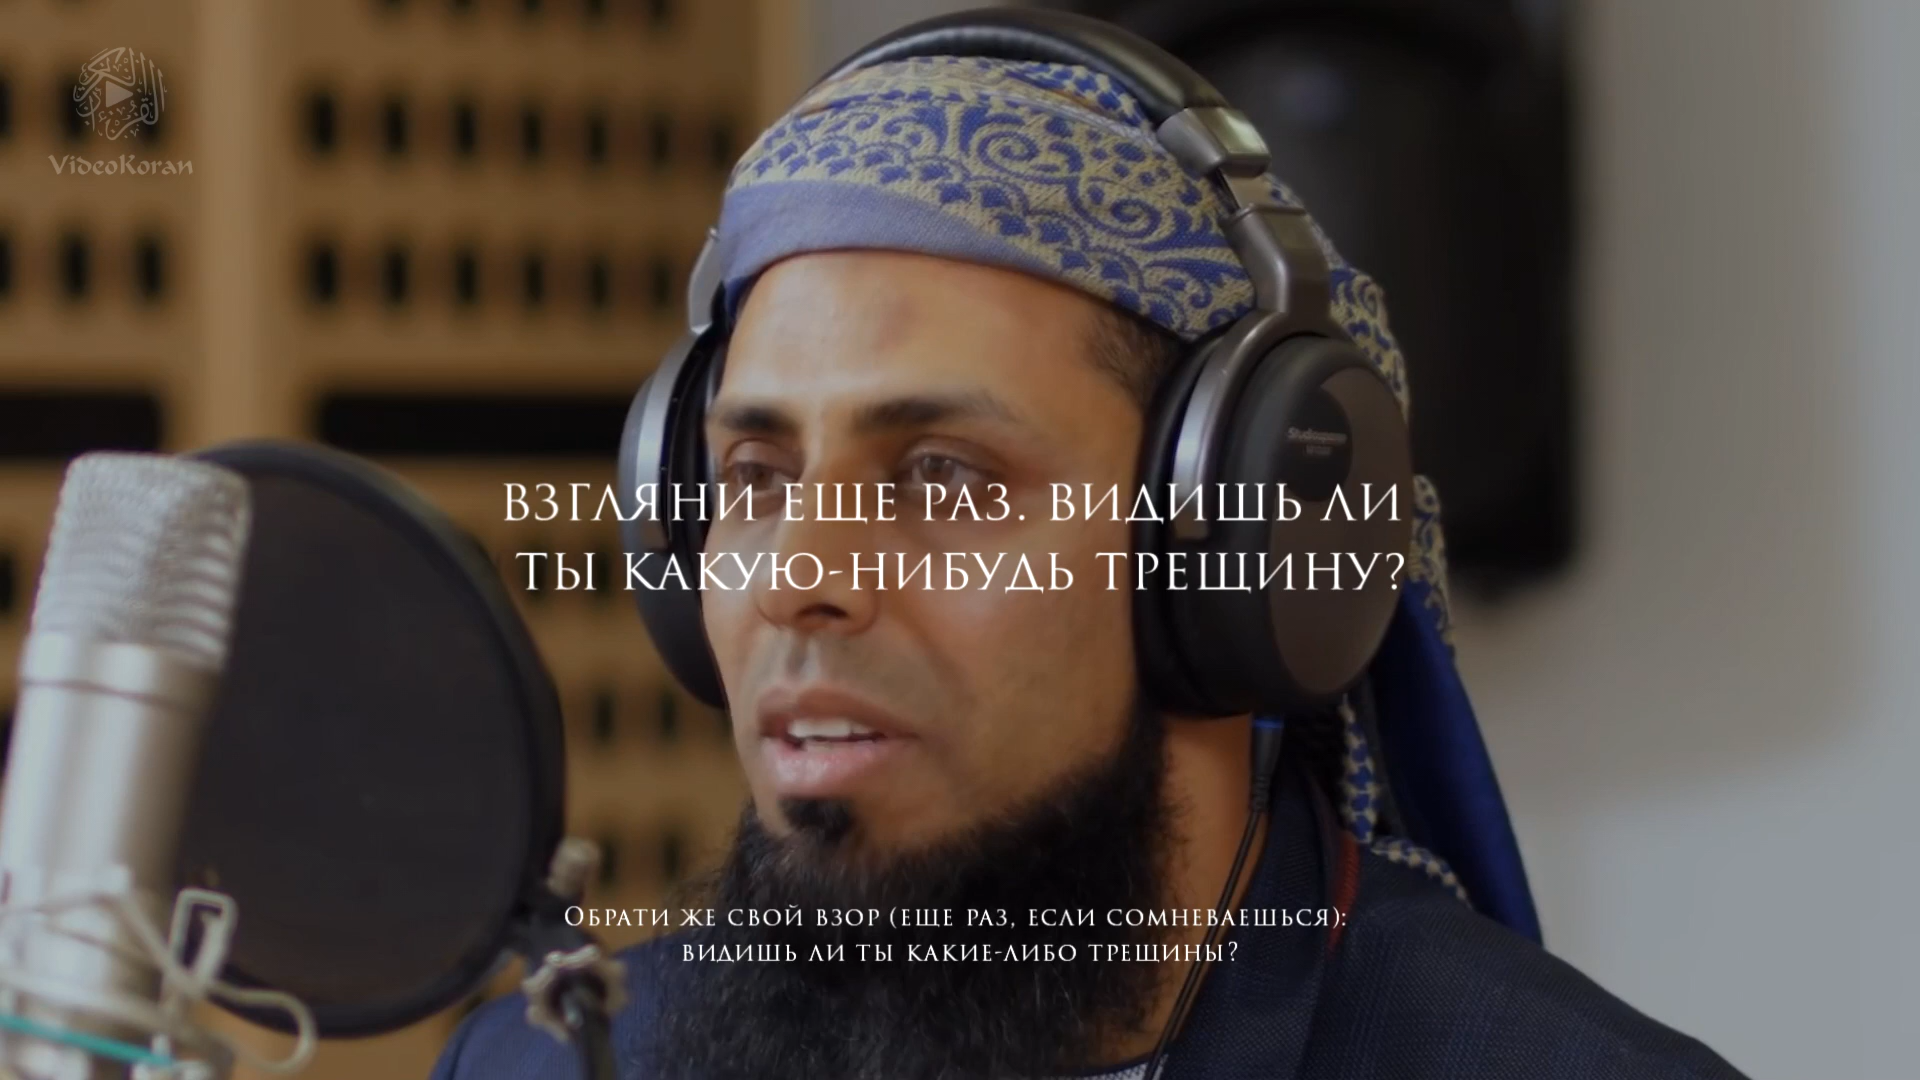 VideoKoran
ВЗГЛЯНИ ЕЩЕ РАЗ. ВИДИШЬ ЛИ
ТЫ КАКУЮ-НИБУДЬ ТРЕЩИНУ?
Обрати же свой взор (еще раз, если сомневаешься):
видишь ли ты какие-либо трещины?